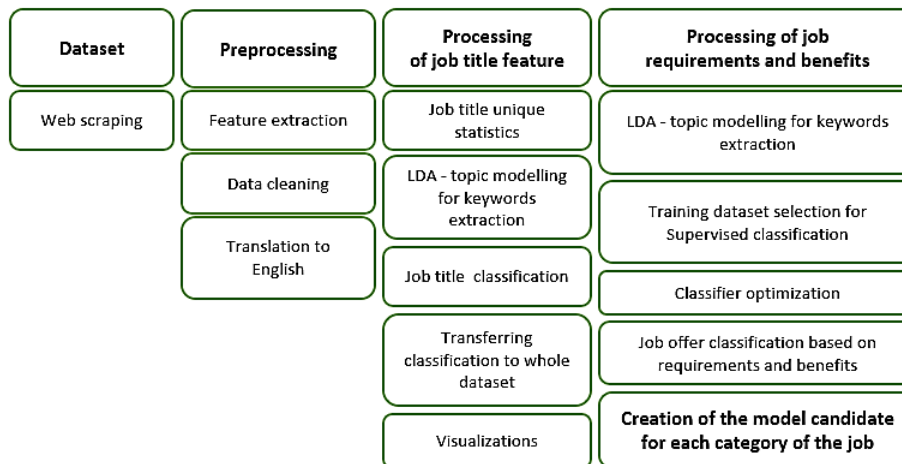 Dataset
Web scraping
Preprocessing
Feature extraction
Data cleaning
Translation to
English
Processing
of job title feature
Job title unique
statistics
LDA - topic modelling
for keywords
extraction
Job title classification
Transferring
classification to whole
dataset
Visualizations
Processing of job
requirements and benefits
LDA - topic modelling for keywords
extraction
Training dataset selection for
Supervised classification
Classifier optimization
Job offer classification based on
requirements and benefits
Creation of the model candidate
for each category of the job